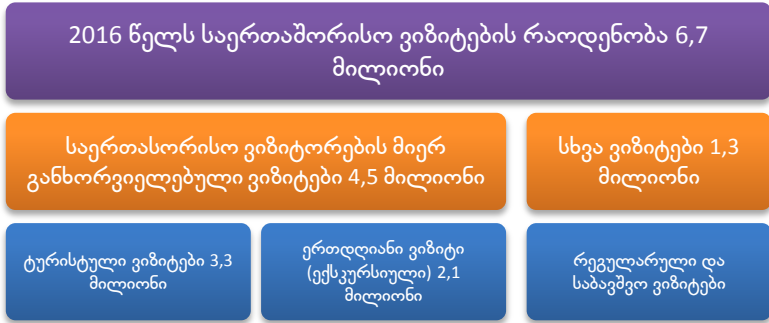 2016 წელს საერთაშორისო ვიზიტების რაოდენობა 6,7
მილიონი
საერთასორისო ვიზიტორების მიერ
განხორვიელებული ვიზიტები 4,5 მილიონი
სხვა ვიზიტები 1,3
მილიონი
ტურისტული ვიზიტები 3,3
მილიონი
ერთდღიანი ვიზიტი
(ექსკურსიული) 2,1
მილიონი
რეგულარული და
საბავშვო ვიზიტები